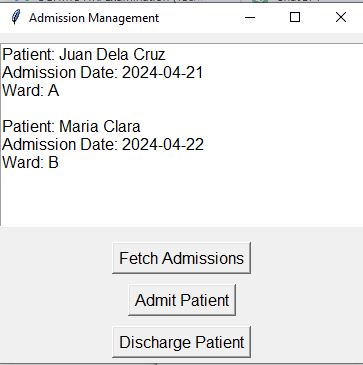 Admission Management
Patient: Juan Dela Cruz
Admission Date: 2024-04-21
Ward: A
Patient: Maria Clara
Admission Date: 2024-04-22
Ward: B
Fetch Admissions
Admit Patient
Discharge Patient